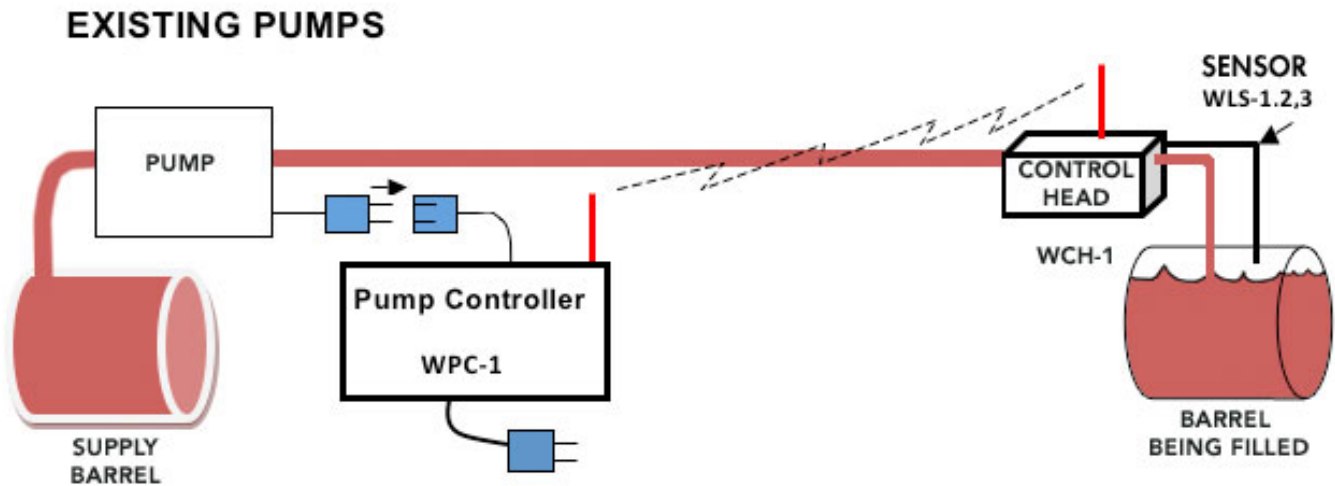 EXISTING PUMPS
SENSOR
WLS-1.2,3
PUMP
CONTROL
HEAD
WCH-1
Pump Controller
WPC-1
SUPPLY
BARREL
BARREL
BEING FILLED